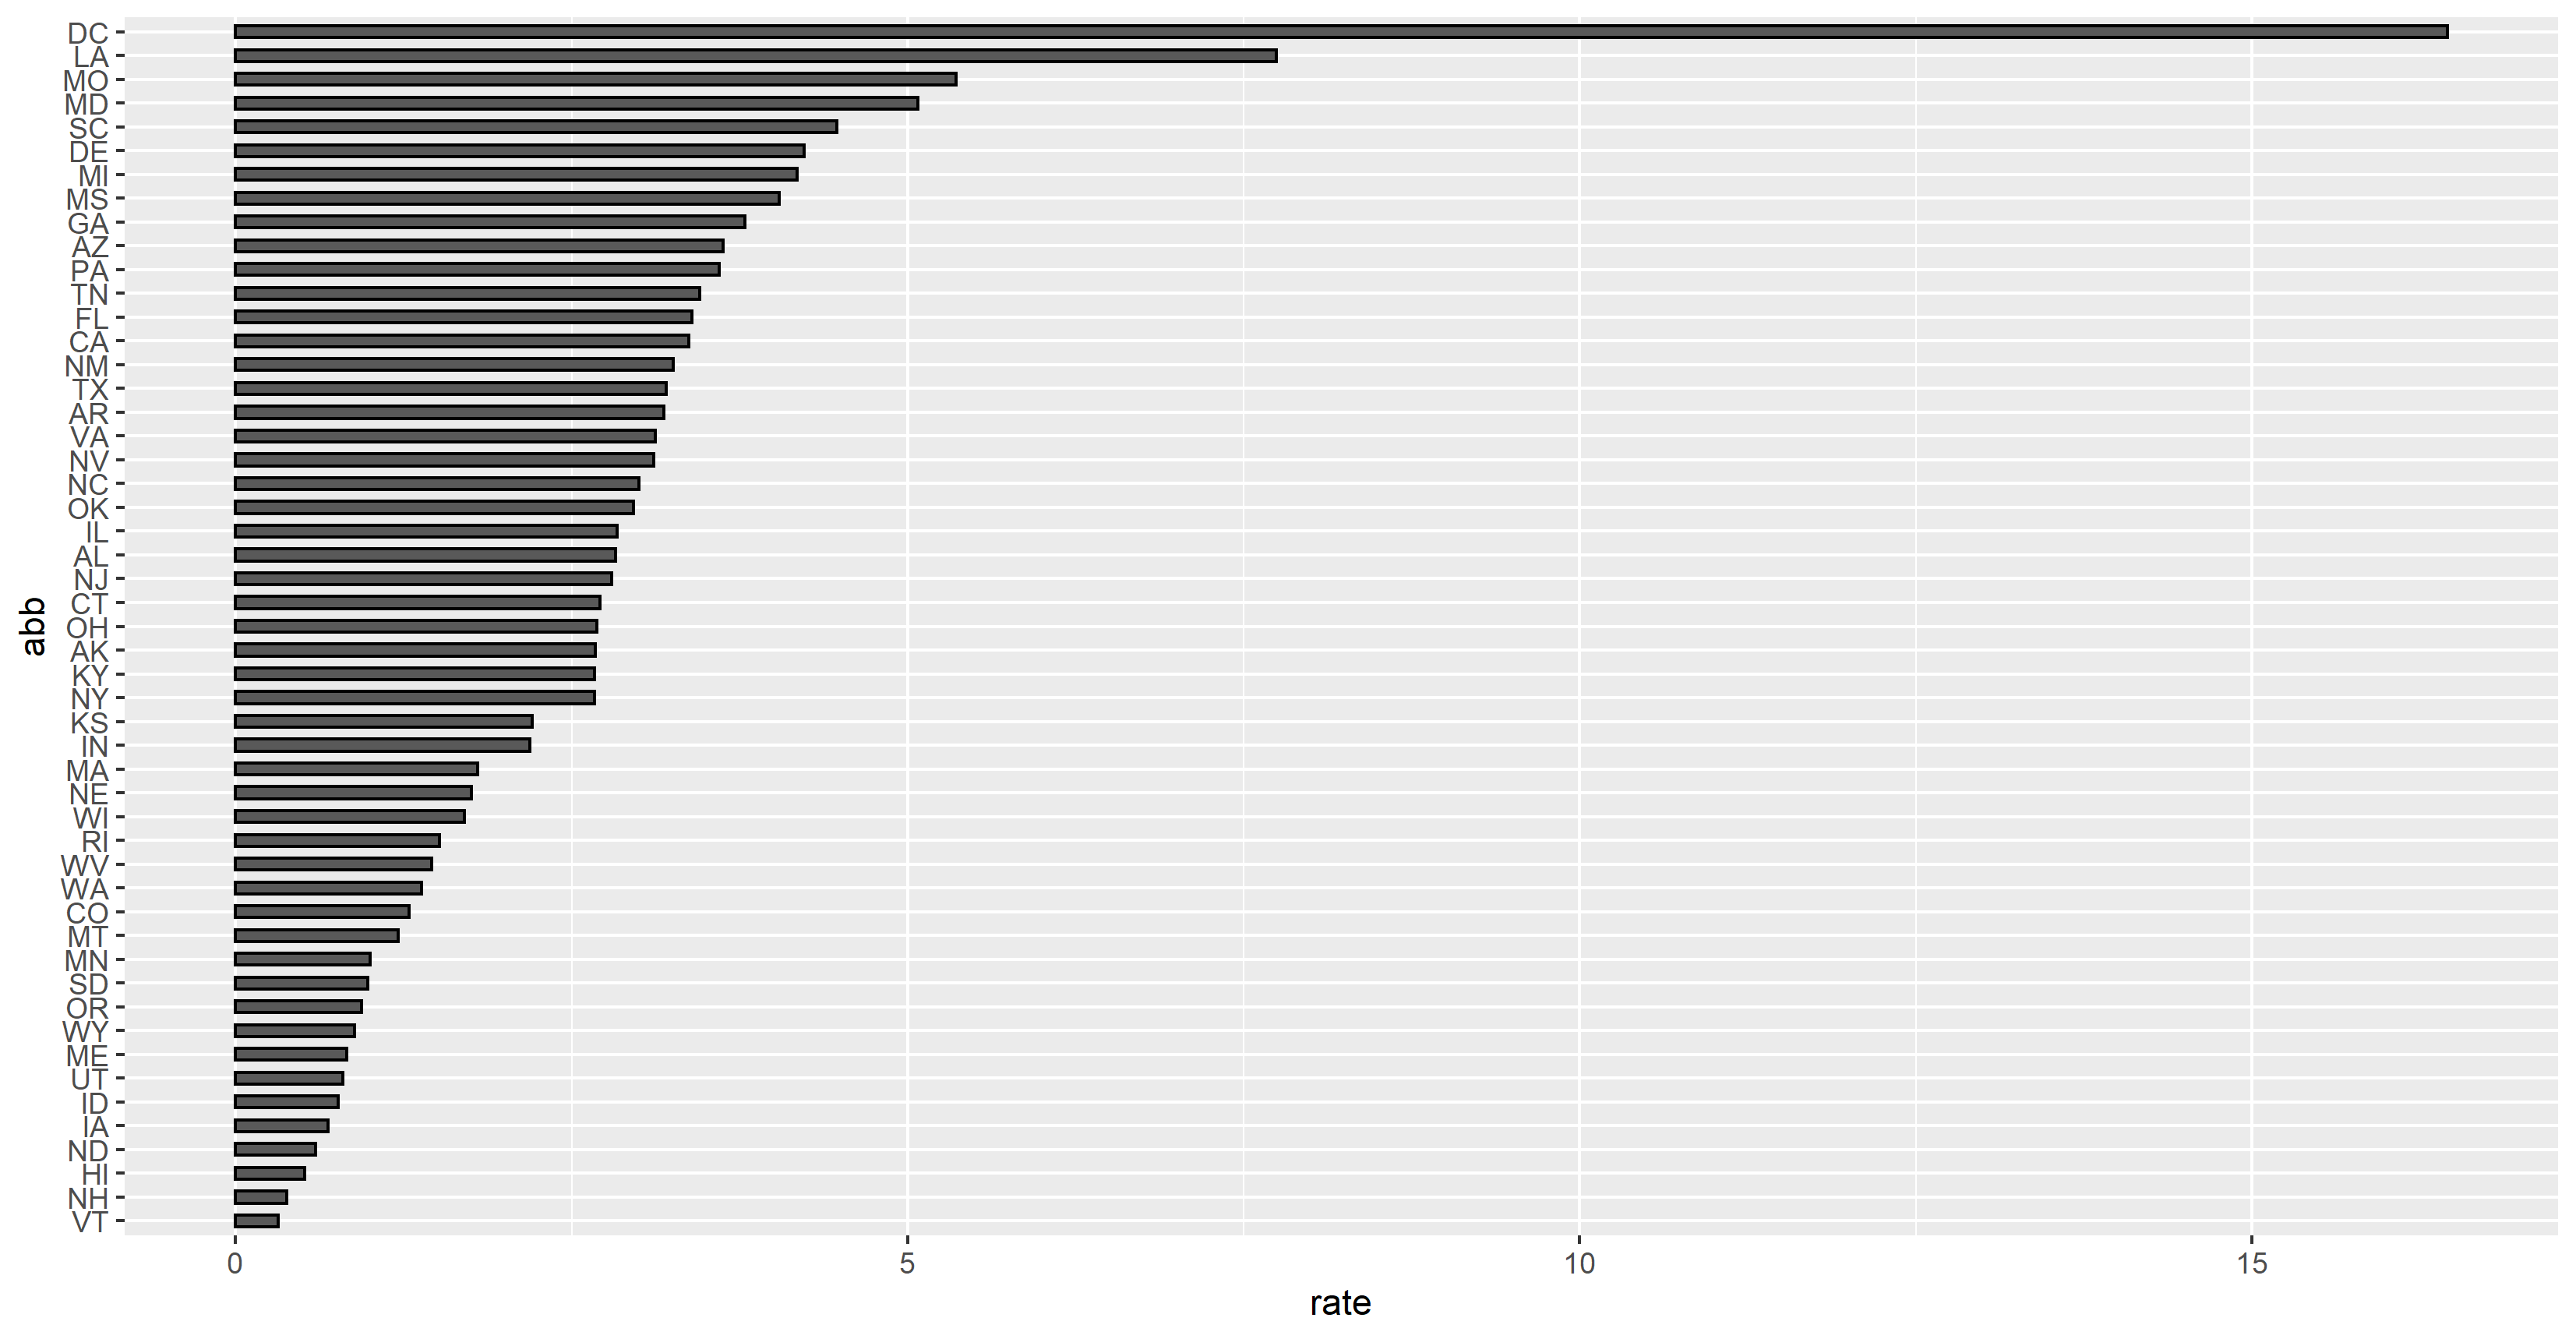 DC
LA
MO
MD
SC
DE
MI
MS
GA
AZ
PA
TN
FL
CA
NM
TX
AR
VA
NV
NC
OK
IL
AL
NJ
CT
OH
AK
KY
NY
KS
IN
MA
NE
WI
RI
WV
WA
CO
MT
MN
SD
OR
WY
ME
UT
ID
IA
ND
HI
NH
VT
abb
0 5 10 15
rate